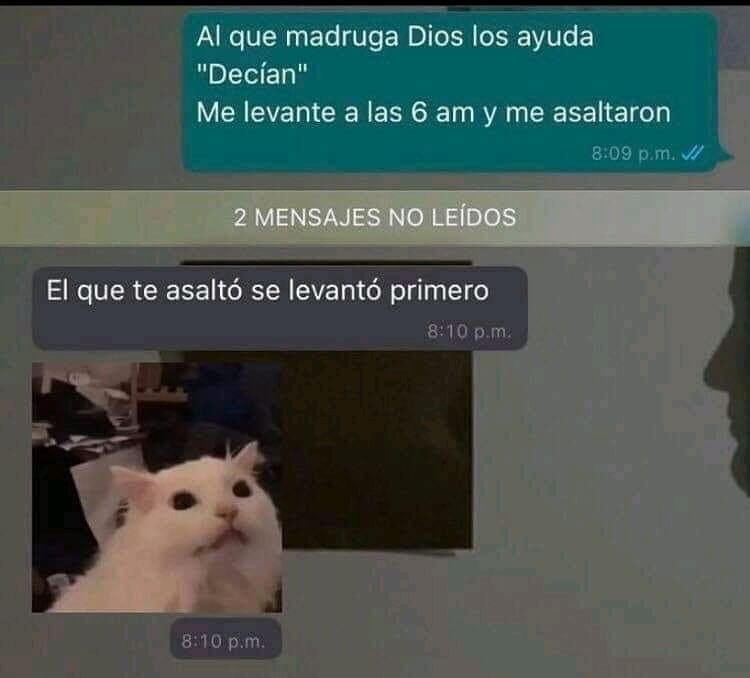 Al que madruga Dios los ayuda
"Decían"
Me levante a las 6 am y me asaltaron
8:09 p.m.
2 MENSAJES NO LEÍDOS
El que te asaltó se levantó primero
8:10 p.m.
8:10 p.m.